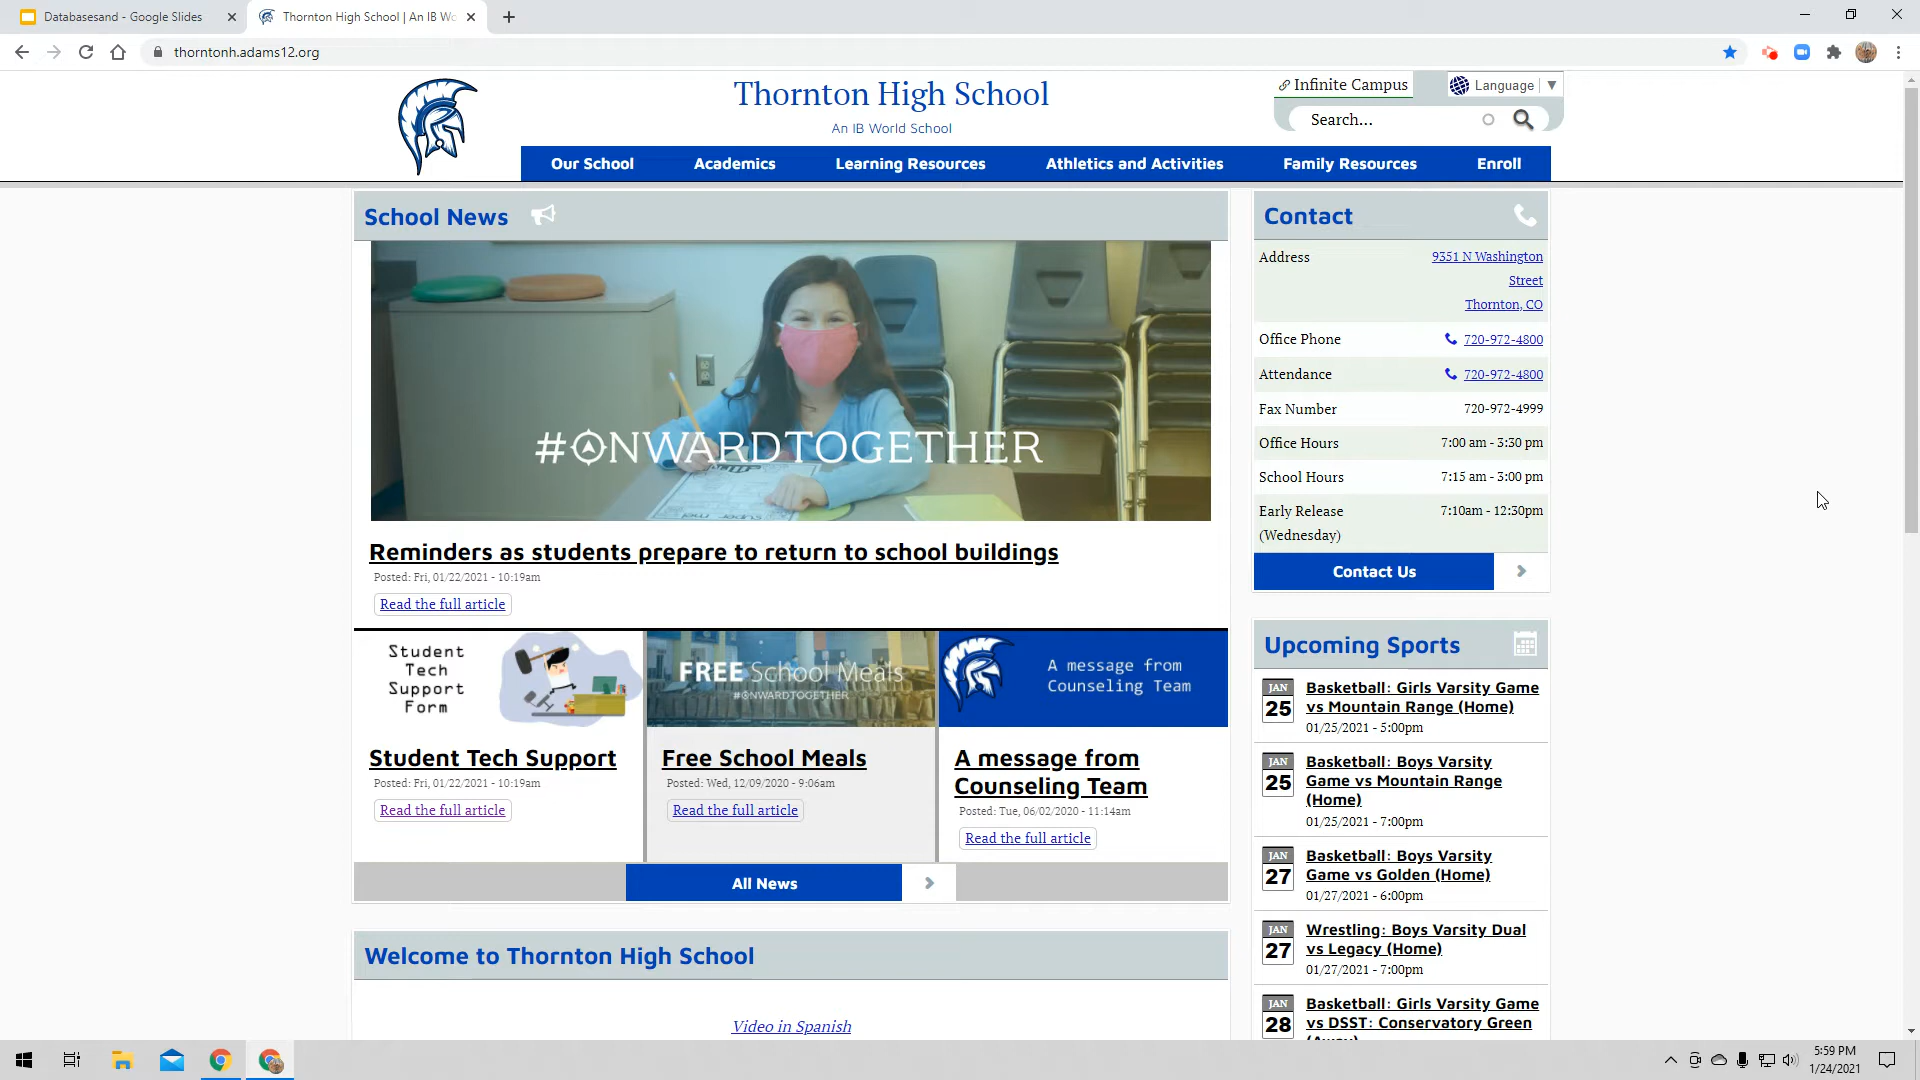 Databasesand - Google Slides
Thornton High School | An IB Wo
thorntonh.adams12.org
Thornton High School
An IB World School
Infinite Campus
Language
Search...
Our School Academics Learning Resources Athletics and Activities Family Resources Enroll
School News
#ONWARDTOGETHER
Reminders as students prepare to return to school buildings
Posted: Fri, 01/22/2021 - 10:19am
Read the full article
Student
Tech
Support
Form
Student Tech Support
Posted: Fri, 01/22/2021 - 10:19am
Read the full article
FREE School Meals
#ONWARDTOGETHER
Free School Meals
Posted: Wed, 12/09/2020 - 9:06am
Read the full article
A message from
Counseling Team
A message from
Counseling Team
Posted: Tue, 06/02/2020 - 11:14am
Read the full article
All News
Welcome to Thornton High School
Video in Spanish
Contact
Address 9351 N Washington
Street
Thornton, CO
Office Phone 720-972-4800
Attendance 720-972-4800
Fax Number 720-972-4999
Office Hours 7:00 am - 3:30 pm
School Hours 7:15 am - 3:00 pm
Early Release 7:10am - 12:30pm
(Wednesday)
Contact Us
Upcoming Sports
JAN
25
Basketball: Girls Varsity Game
vs Mountain Range (Home)
01/25/2021 - 5:00pm
JAN
25
Basketball: Boys Varsity
Game vs Mountain Range
(Home)
01/25/2021 - 7:00pm
JAN
27
Basketball: Boys Varsity
Game vs Golden (Home)
01/27/2021 - 6:00pm
JAN
27
Wrestling: Boys Varsity Dual
vs Legacy (Home)
01/27/2021 - 7:00pm
JAN
28
Basketball: Girls Varsity Game
vs DSST: Conservatory Green
(Away)
5:59 PM
1/24/2021